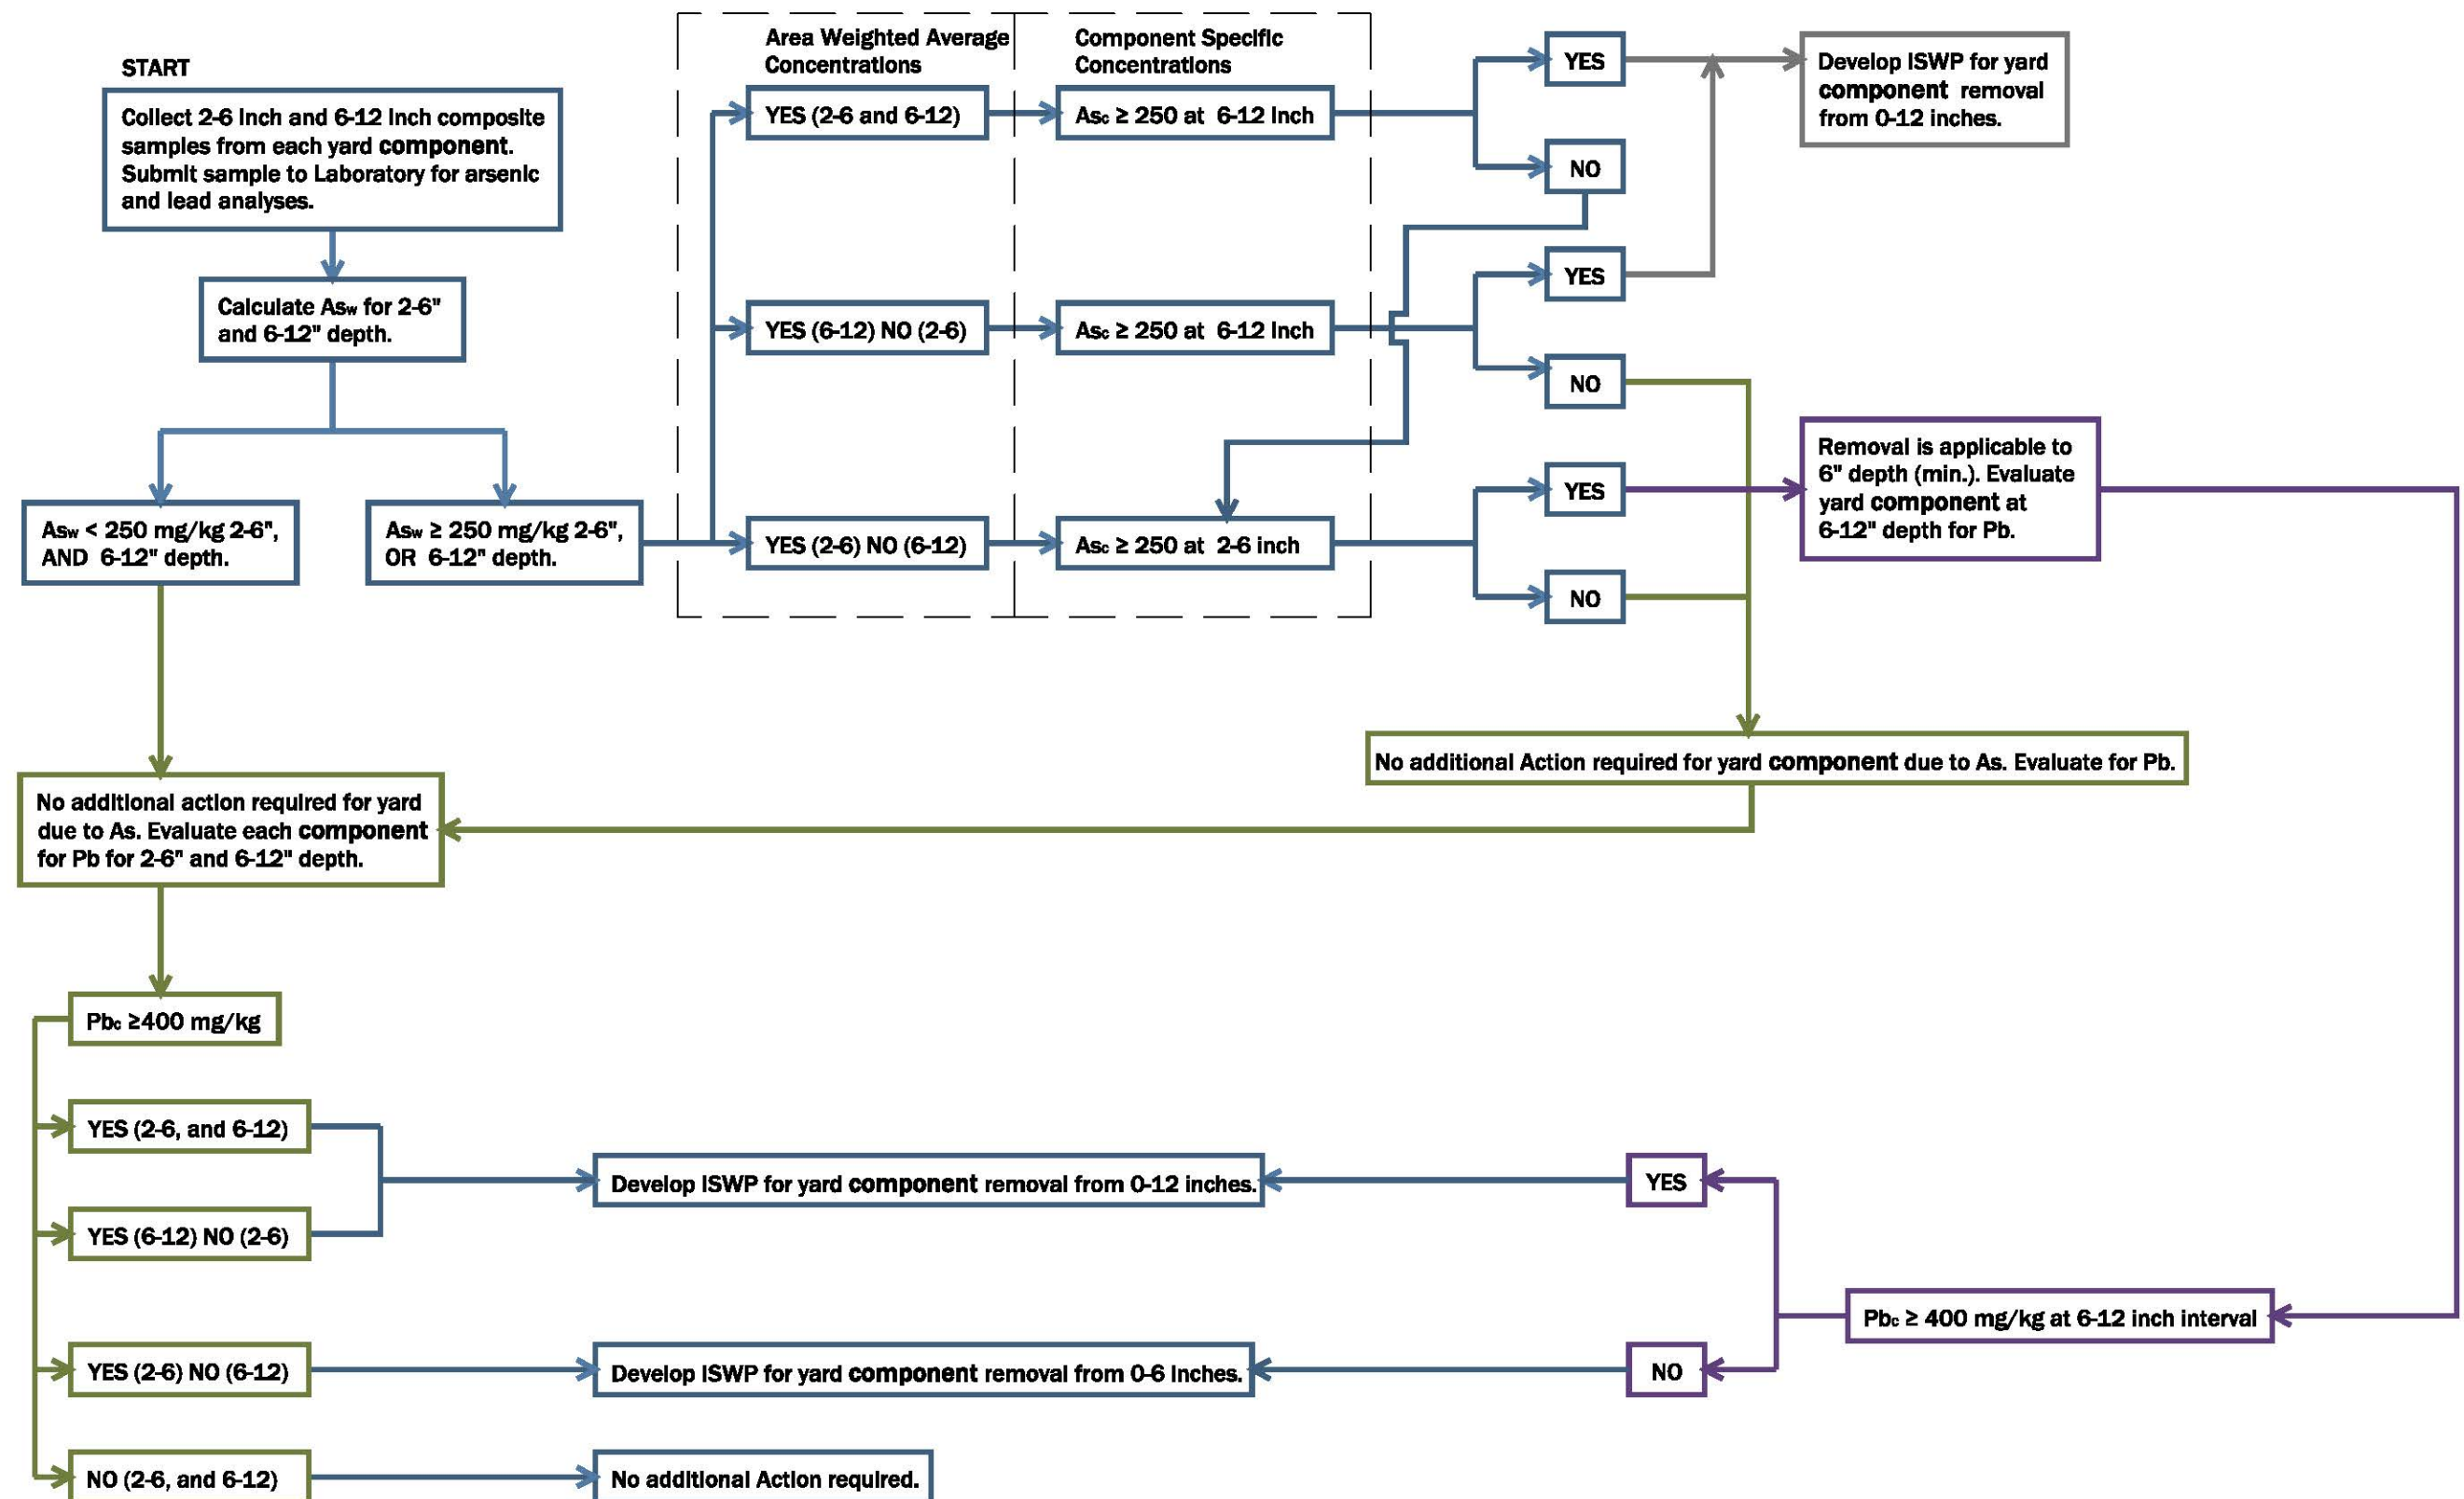 START
Collect 2-6 inch and 6-12 inch composite
samples from each yard component.
Submit sample to Laboratory for arsenic
and lead analyses.
Calculate Asw for 2-6"
and 6-12" depth.
Asw < 250 mg/kg 2-6",
AND 6-12" depth.
Asw ≥ 250 mg/kg 2-6",
OR 6-12" depth.
Area Weighted Average
Concentrations
Component Specific
Concentrations
YES (2-6 and 6-12)
Asc ≥ 250 at 6-12 inch
YES
NO
Develop ISWP for yard
component removal
from 0-12 inches.
YES (6-12) NO (2-6)
Asc ≥ 250 at 6-12 inch
YES
NO
YES (2-6) NO (6-12)
Asc ≥ 250 at 2-6 inch
YES
NO
Removal is applicable to
6" depth (min.). Evaluate
yard component at
6-12" depth for Pb.
No additional Action required for yard component due to As. Evaluate for Pb.
No additional action required for yard
due to As. Evaluate each component
for Pb for 2-6" and 6-12" depth.
Pbc ≥400 mg/kg
YES (2-6, and 6-12)
YES (6-12) NO (2-6)
Develop ISWP for yard component removal from 0-12 inches.
YES
Pbc ≥ 400 mg/kg at 6-12 inch interval
YES (2-6) NO (6-12)
Develop ISWP for yard component removal from 0-6 inches.
NO
NO (2-6, and 6-12)
No additional Action required.